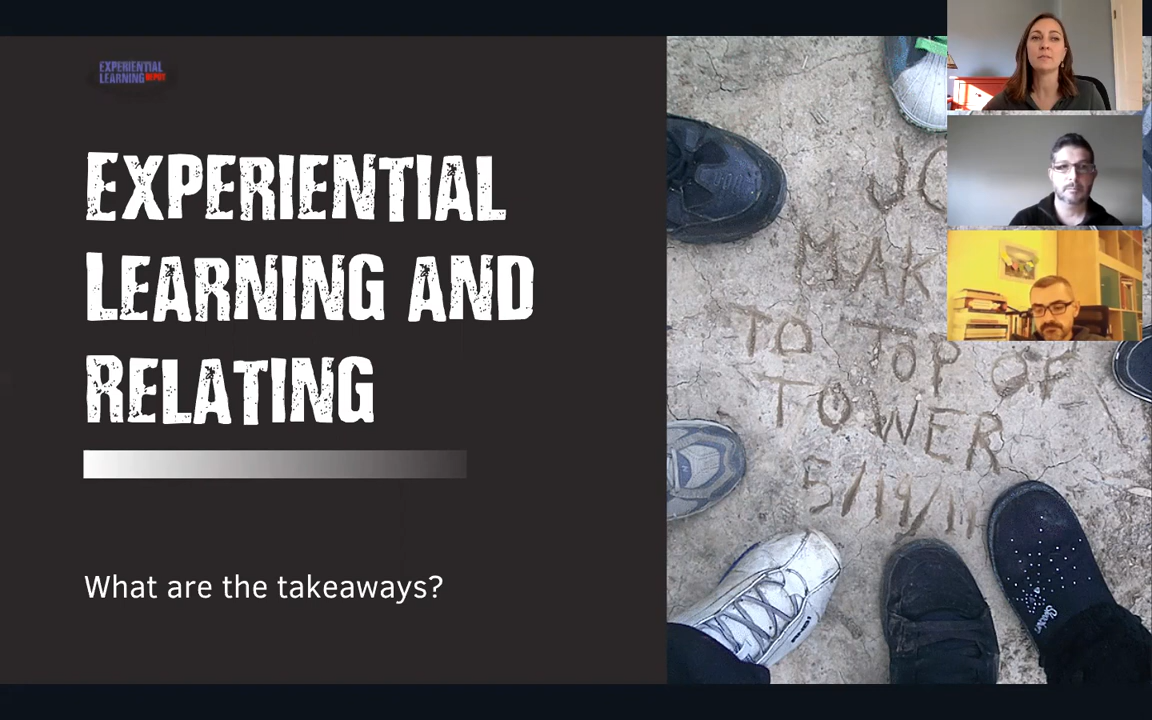 EXPERIENTIAL
LEARNING DEPOT
EXPERIENTIAL
LEARNING AND
RELATING
What are the takeaways?
MAK
TO TOP OF
TOWER